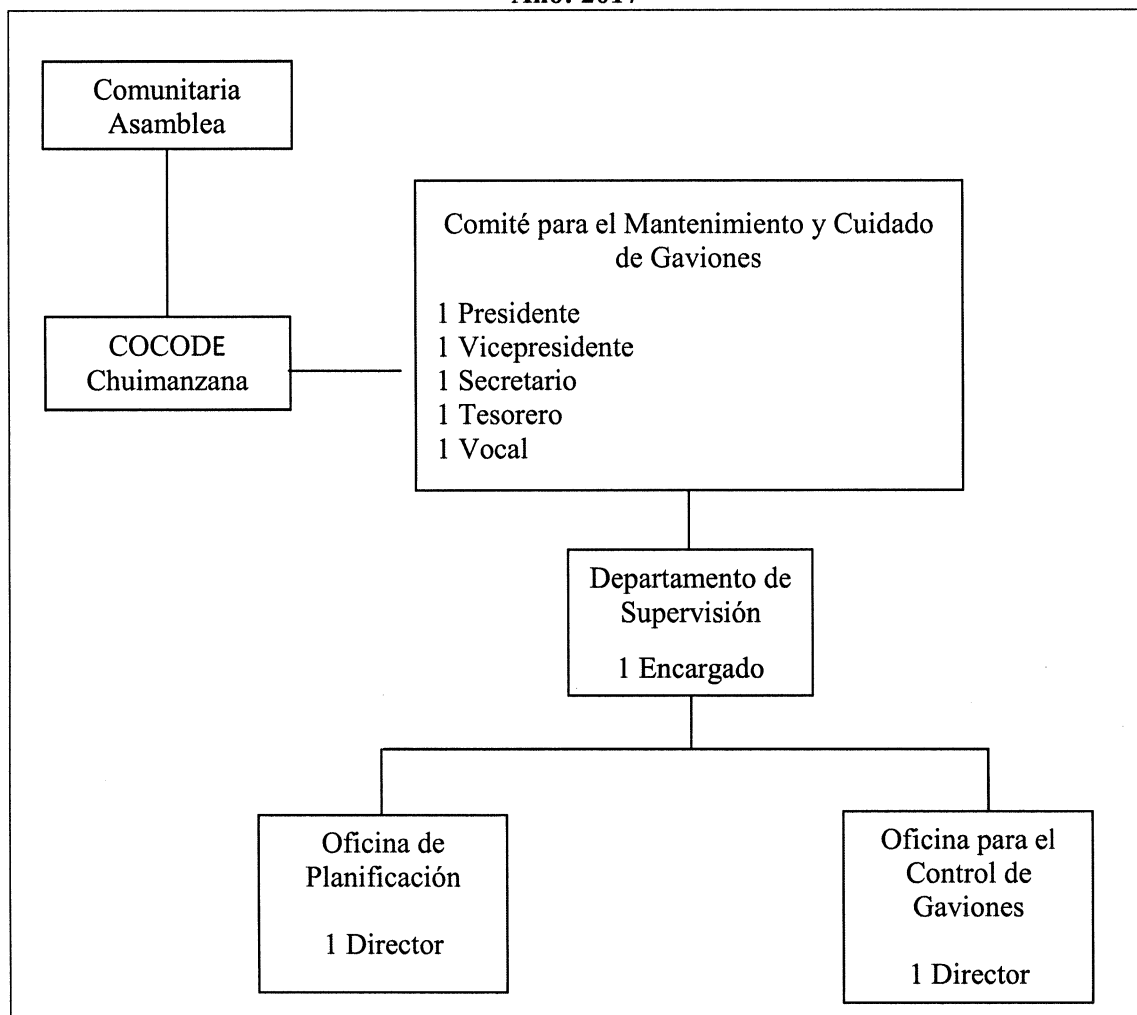 Año: 2017
Comunitaria
Asamblea
Comité para el Mantenimiento y Cuidado
de Gaviones
1 Presidente
1 Vicepresidente
1 Secretario
1 Tesorero
1 Vocal
COCODE
Chuimanzana
Departamento de
Supervisión
1 Encargado
Oficina de
Planificación
1 Director
Oficina para el
Control de
Gaviones
1 Director